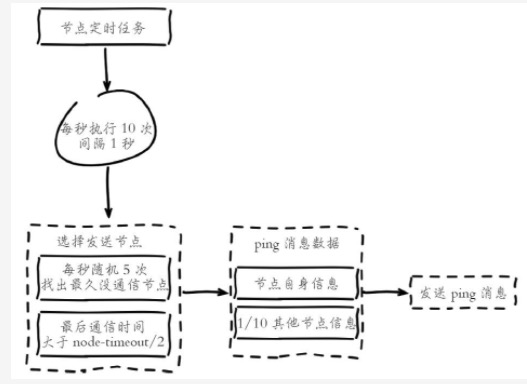 节点定时任务
每秒执行 10 次
间隔 1 秒
选择发送节点
每秒随机 5 次
找出最久没通信节点
最后通信时间
大于 node-timeout/2
ping 消息数据
节点自身信息
1/10 其他节点信息
发送 ping 消息